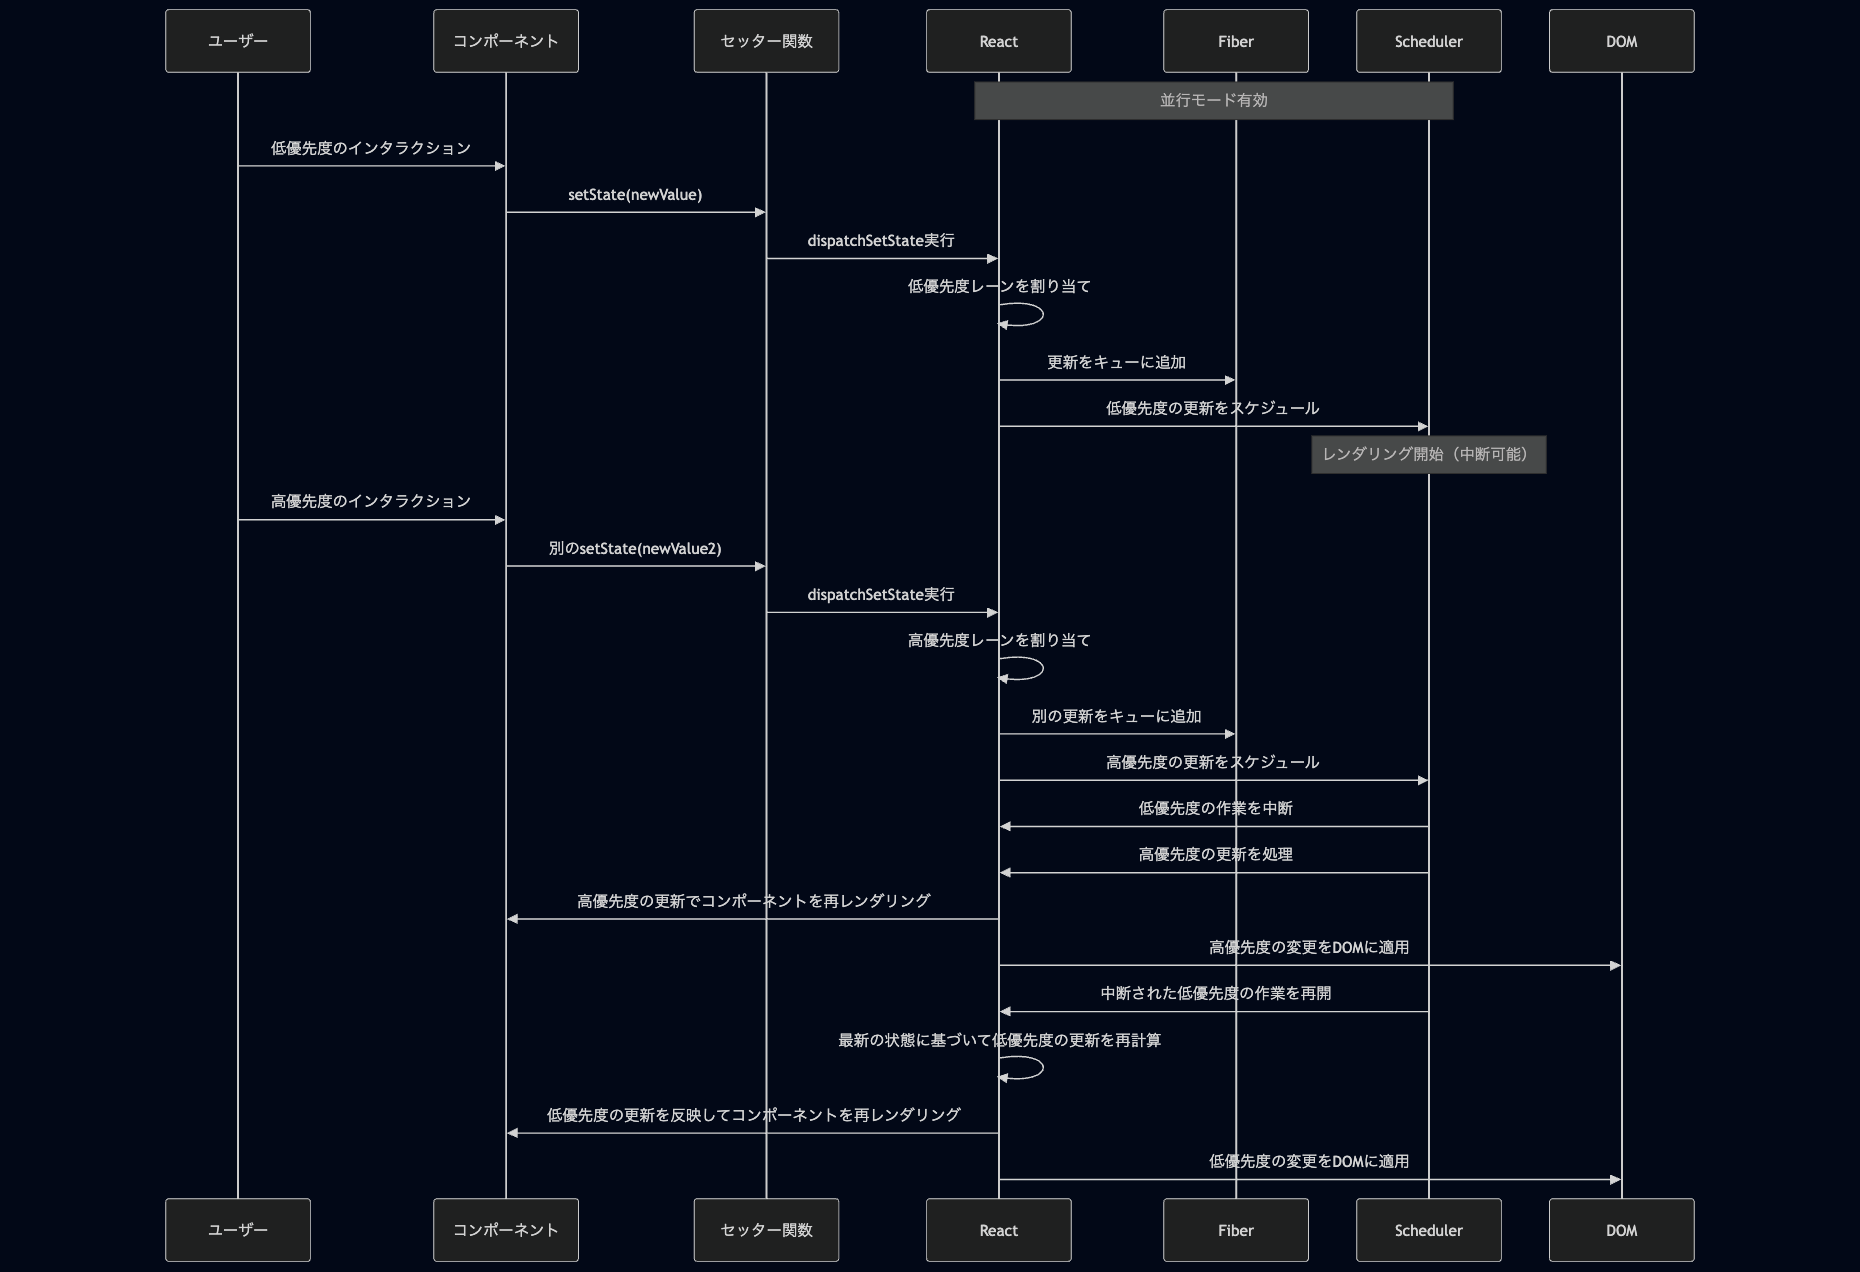 ユーザー
コンポーネント
セッター関数
React
Fiber
Scheduler
DOM
並行モード有効
低優先度のインタラクション
setState(newValue)
dispatchSetState実行
低優先度レーンを割り当て
更新をキューに追加
低優先度の更新をスケジュール
レンダリング開始（中断可能）
高優先度のインタラクション
別のsetState(newValue2)
dispatchSetState実行
高優先度レーンを割り当て
別の更新をキューに追加
高優先度の更新をスケジュール
低優先度の作業を中断
高優先度の更新を処理
高優先度の更新でコンポーネントを再レンダリング
高優先度の変更をDOMに適用
中断された低優先度の作業を再開
最新の状態に基づいて低優先度の更新を再計算
低優先度の更新を反映してコンポーネントを再レンダリング
低優先度の変更をDOMに適用
ユーザー
コンポーネント
セッター関数
React
Fiber
Scheduler
DOM